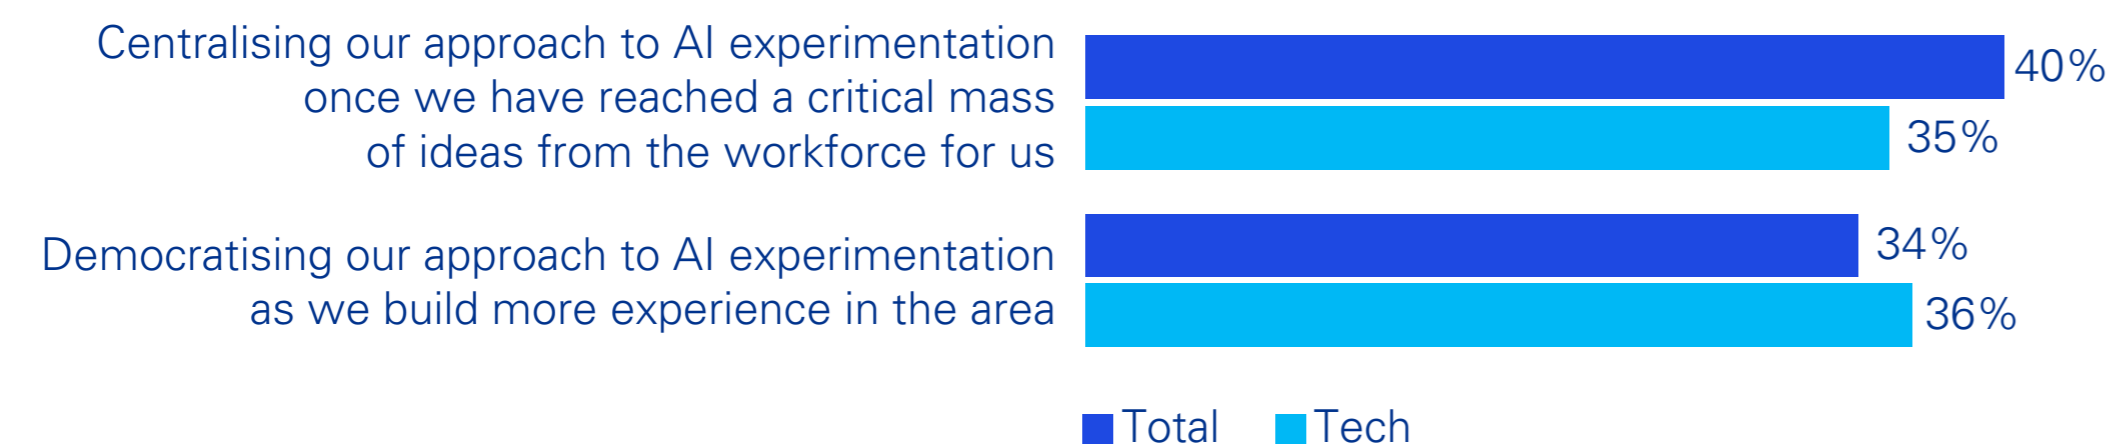 Centralising our approach to AI experimentation
once we have reached a critical mass
of ideas from the workforce for us
40%
35%
Democratising our approach to AI experimentation
as we build more experience in the area
34%
36%
Total Tech